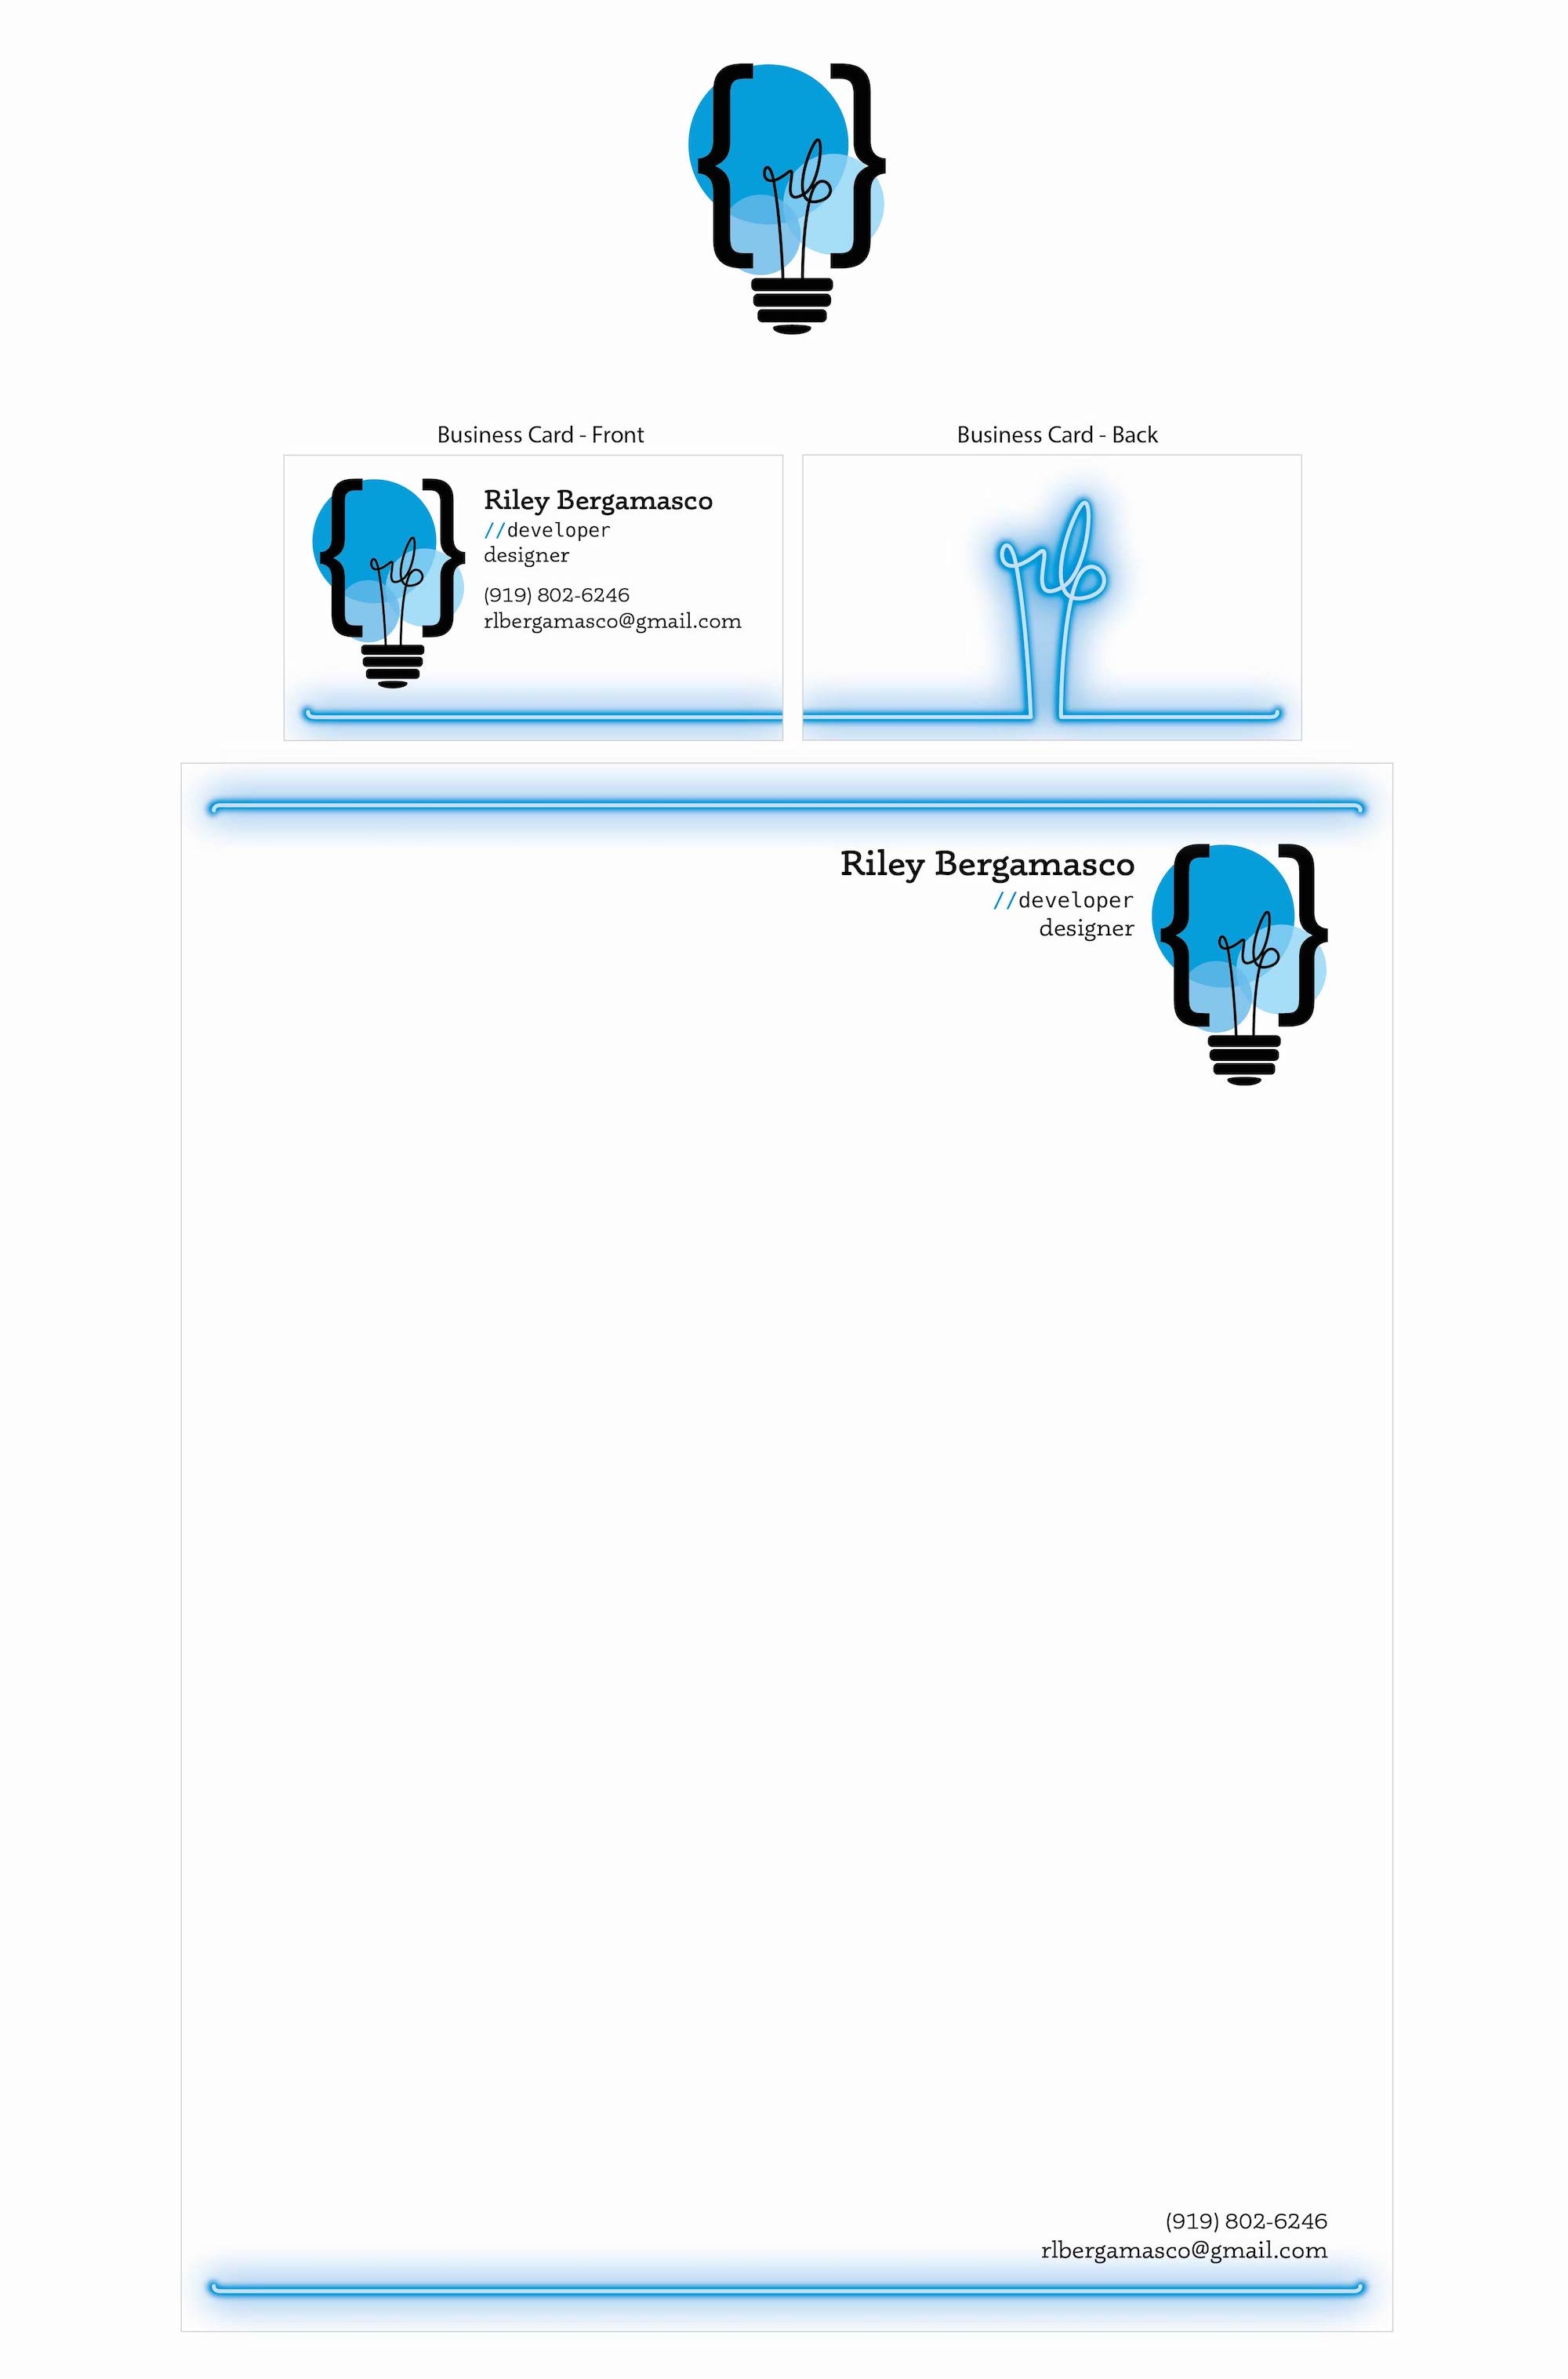 rb
Business Card - Front
Business Card - Back
rb
Riley Bergamasco
//developer
designer
(919) 802-6246
rlbergamasco@gmail.com
rb
Riley Bergamasco
//developer
designer
rb
(919) 802-6246
rlbergamasco@gmail.com